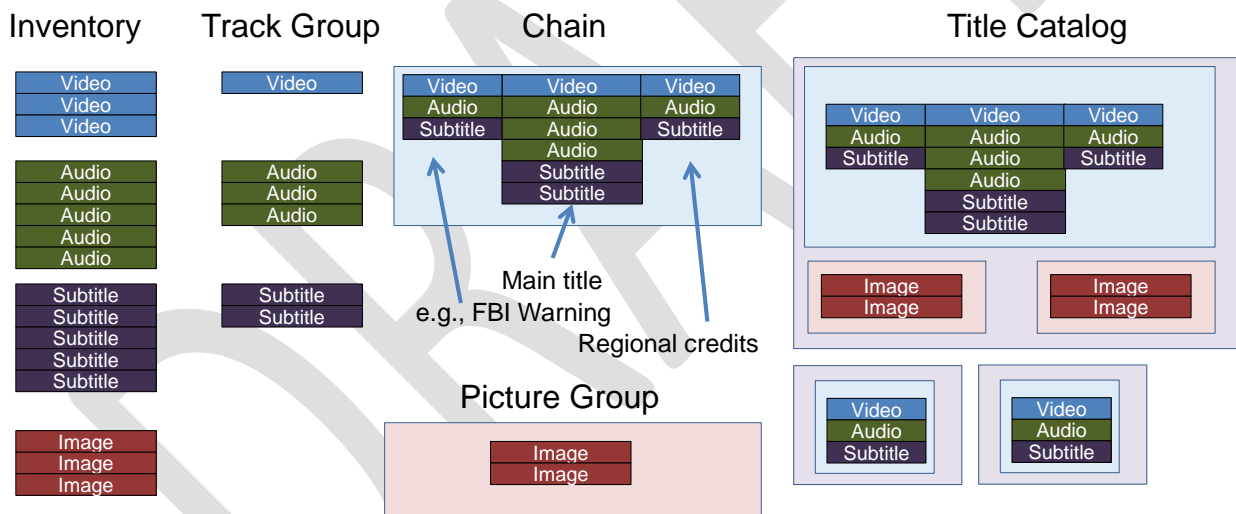 Inventory
Track Group
Chain
Title Catalog
Video
Video
Video
Audio
Audio
Audio
Audio
Audio
Subtitle
Subtitle
Subtitle
Subtitle
Subtitle
Image
Image
Image
Video
Audio
Audio
Audio
Subtitle
Subtitle
Video
Audio
Subtitle
Video
Audio
Audio
Audio
Subtitle
Subtitle
Video
Audio
Subtitle
Main title
e.g., FBI Warning
Regional credits
Picture Group
Image
Image
Video
Audio
Subtitle
Video
Audio
Audio
Audio
Subtitle
Subtitle
Video
Audio
Subtitle
Image
Image
Image
Image
Video
Audio
Subtitle
Video
Audio
Subtitle
DRAFT